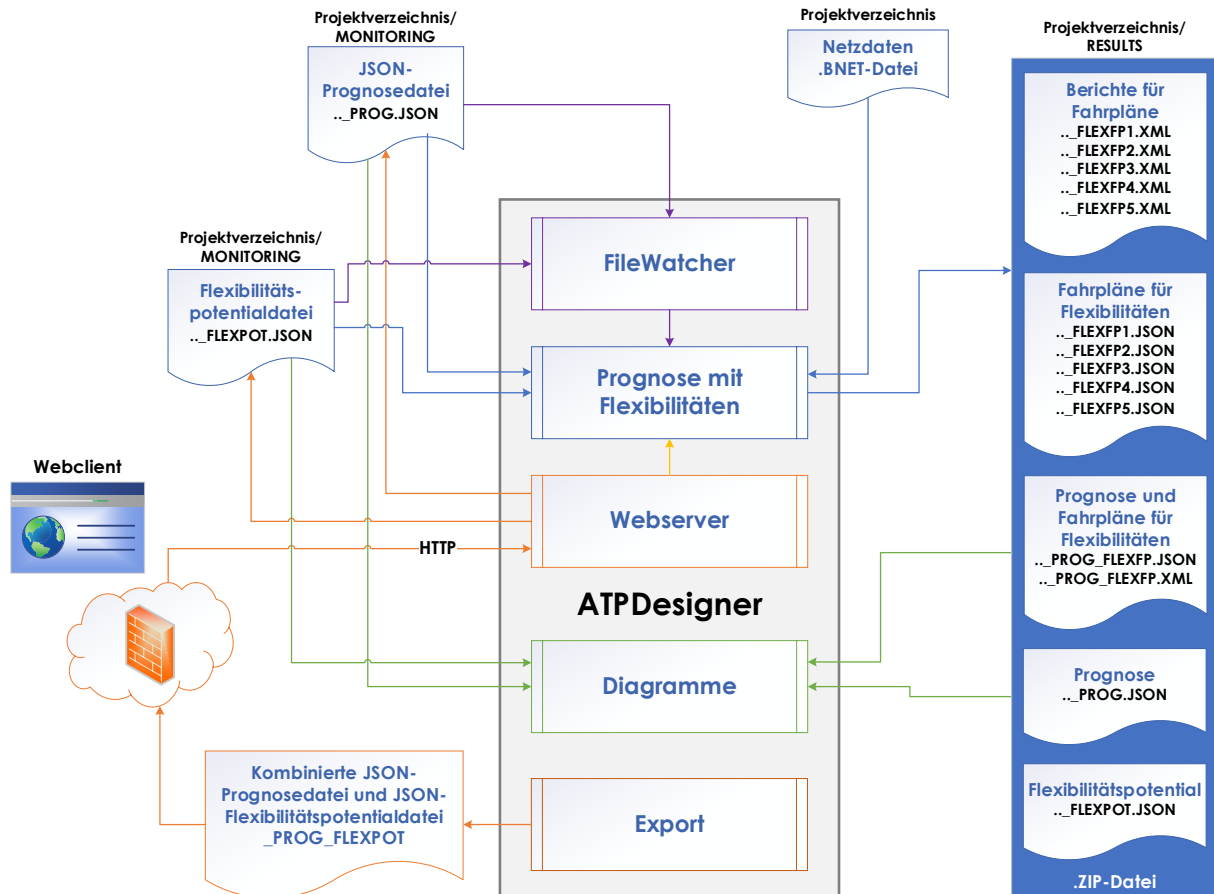 Projektverzeichnis/
MONITORING
JSON-
Prognosedatei
.._PROG.JSON
Projektverzeichnis
Netzdaten
.BNET-Datei
Projektverzeichnis/
RESULTS
Berichte für
Fahrpläne
.._FLEXFP1.XML
.._FLEXFP2.XML
.._FLEXFP3.XML
.._FLEXFP4.XML
.._FLEXFP5.XML
Projektverzeichnis/
MONITORING
Flexibilitäts-
potentialdatei
.._FLEXPOT.JSON
FileWatcher
Prognose mit
Flexibilitäten
Fahrpläne für
Flexibilitäten
.._FLEXFP1.JSON
.._FLEXFP2.JSON
.._FLEXFP3.JSON
.._FLEXFP4.JSON
.._FLEXFP5.JSON
Webclient
Webserver
HTTP
ATPDesigner
Prognose und
Fahrpläne für
Flexibilitäten
.._PROG_FLEXFP.JSON
.._PROG_FLEXFP.XML
Diagramme
Prognose
.._PROG.JSON
Kombinierte JSON-
Prognosedatei und JSON-
Flexibilitätspotentialdatei
_PROG_FLEXPOT
Export
Flexibilitätspotential
.._FLEXPOT.JSON
.ZIP-Datei